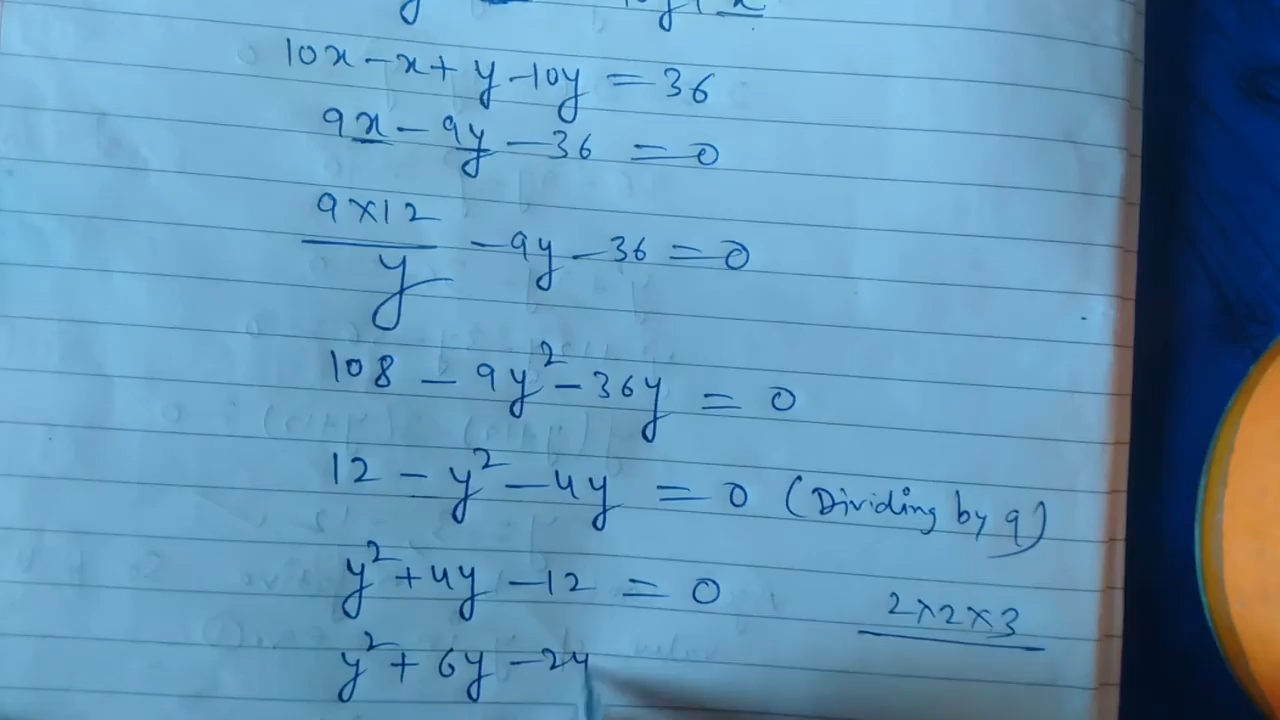 10x - x + y - 10y = 36
9x - 9y - 36 = 0
9×12
y
- 9y - 36 = 0
108 - 9y² - 36y = 0
12 - y² - 4y = 0 (Dividing by 9)
y² + 4y - 12 = 0
2×2×3
y² + 6y - 2y